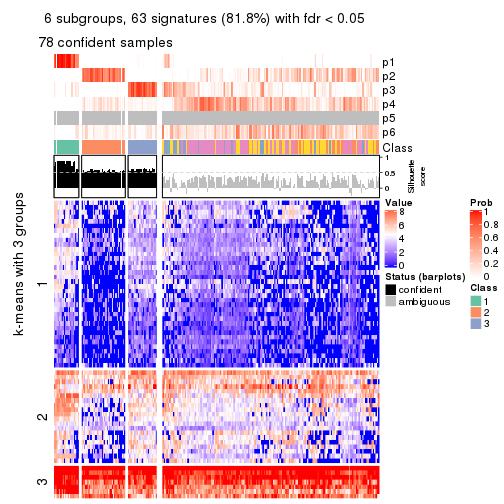 6 subgroups, 63 signatures (81.8%) with fdr < 0.05
78 confident samples
p1
p2
p3
p4
p5
p6
Class
1
0.5
0
Silhouette
score
k-means with 3 groups
1
2
3
Value
8
6
4
2
0
Status (barplots)
confident
ambiguous
Prob
1
0.8
0.6
0.4
0.2
0
Class
1
2
3